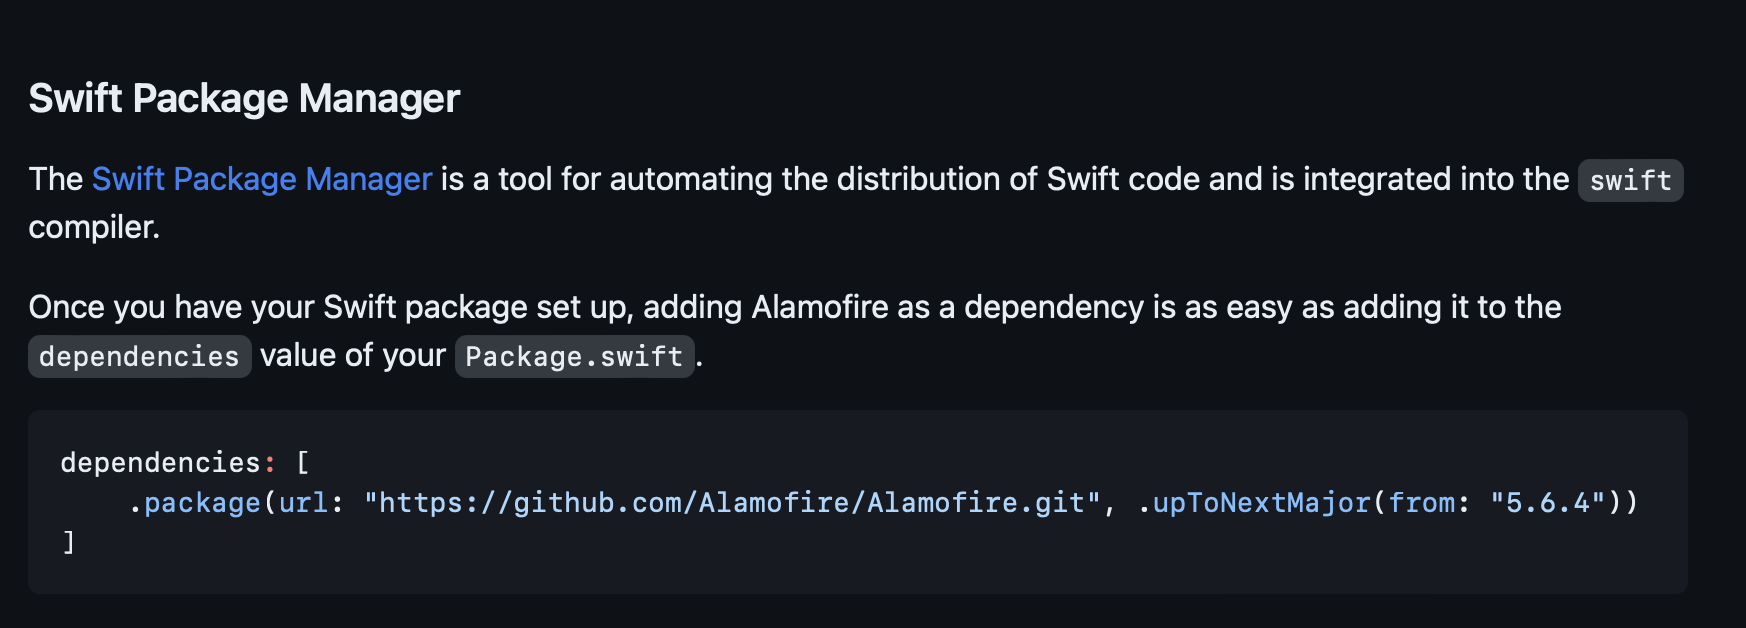 Swift Package Manager
The Swift Package Manager is a tool for automating the distribution of Swift code and is integrated into the swift
compiler.
Once you have your Swift package set up, adding Alamofire as a dependency is as easy as adding it to the
dependencies value of your Package.swift.
dependencies: [
    .package(url: "https://github.com/Alamofire/Alamofire.git", .upToNextMajor(from: "5.6.4"))
]